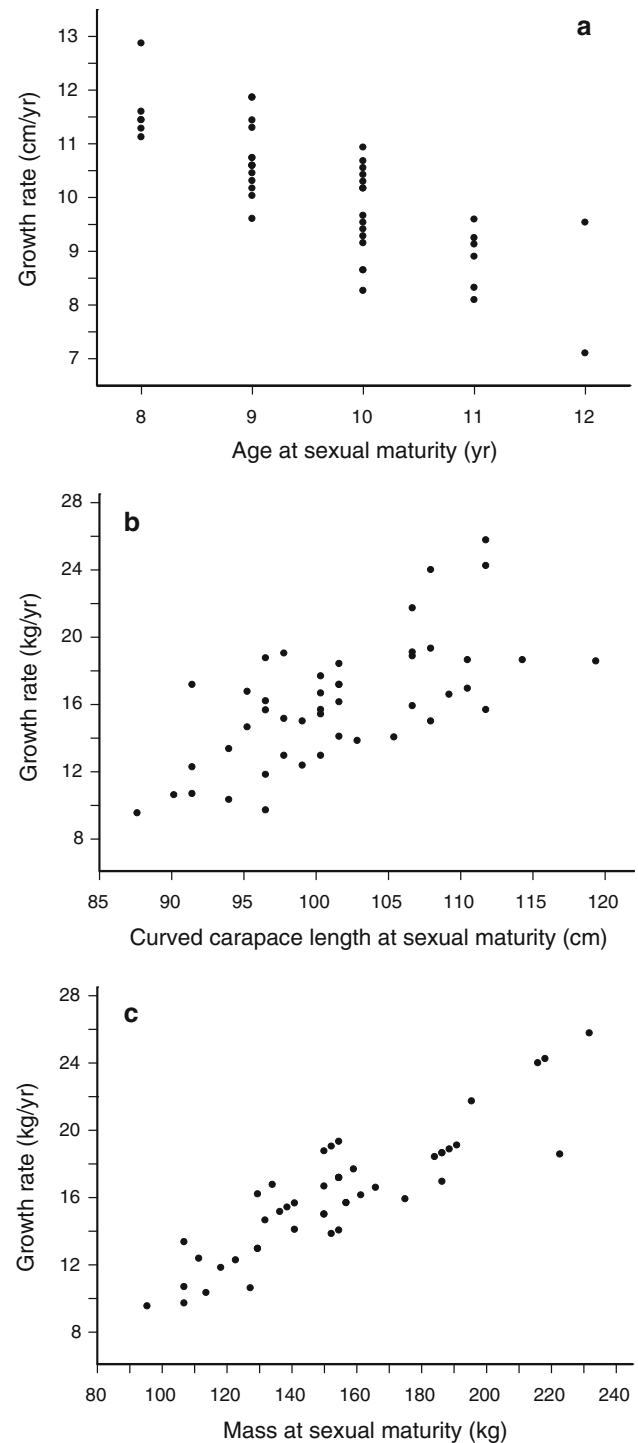 a
13
12
11
10
9
8
7
Growth rate (cm/yr)
8 9 10 11 12
Age at sexual maturity (yr)
b
28
24
20
16
12
8
Growth rate (kg/yr)
85 90 95 100 105 110 115 120
Curved carapace length at sexual maturity (cm)
c
28
24
20
16
12
8
Growth rate (kg/yr)
80 100 120 140 160 180 200 220 240
Mass at sexual maturity (kg)